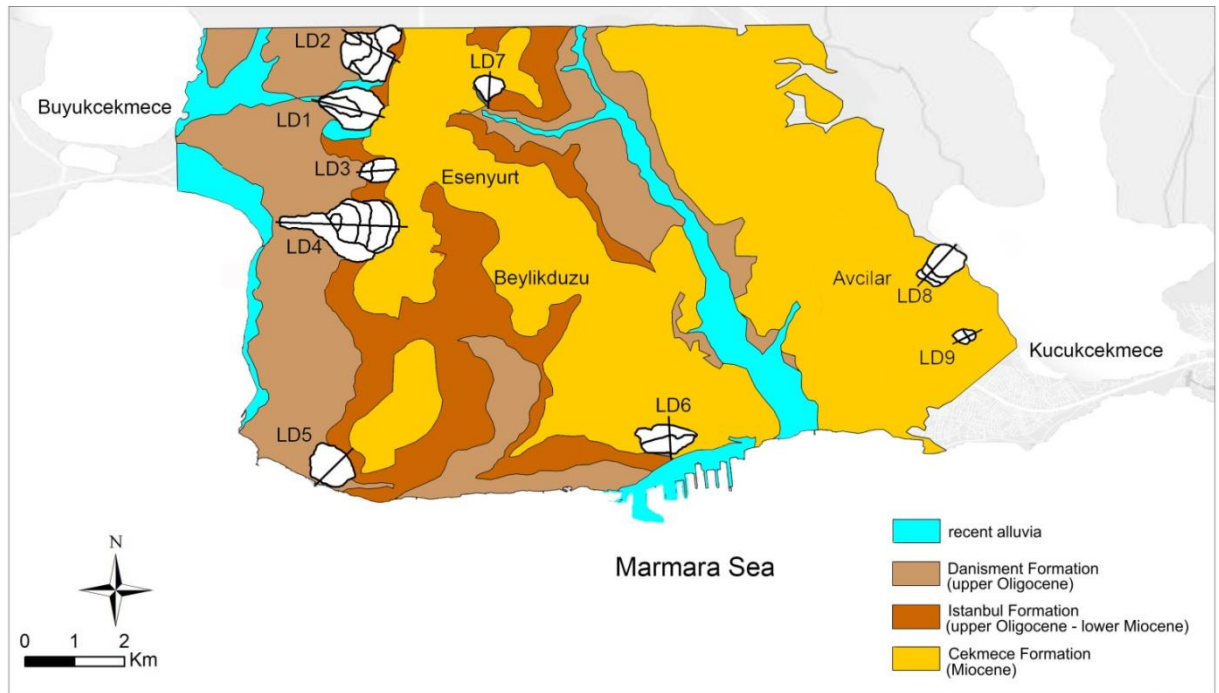 LD2
LD7
Buyukcekmece
LD1
LD3
Esenyurt
LD4
Beylikduzu
Avcilar
LD8
LD9
Kucukcekmece
LD6
LD5
recent alluvia
Marmara Sea
Danisment Formation
(upper Oligocene)
N
Istanbul Formation
(upper Oligocene - lower Miocene)
0 1 2
Km
Cekmece Formation
(Miocene)